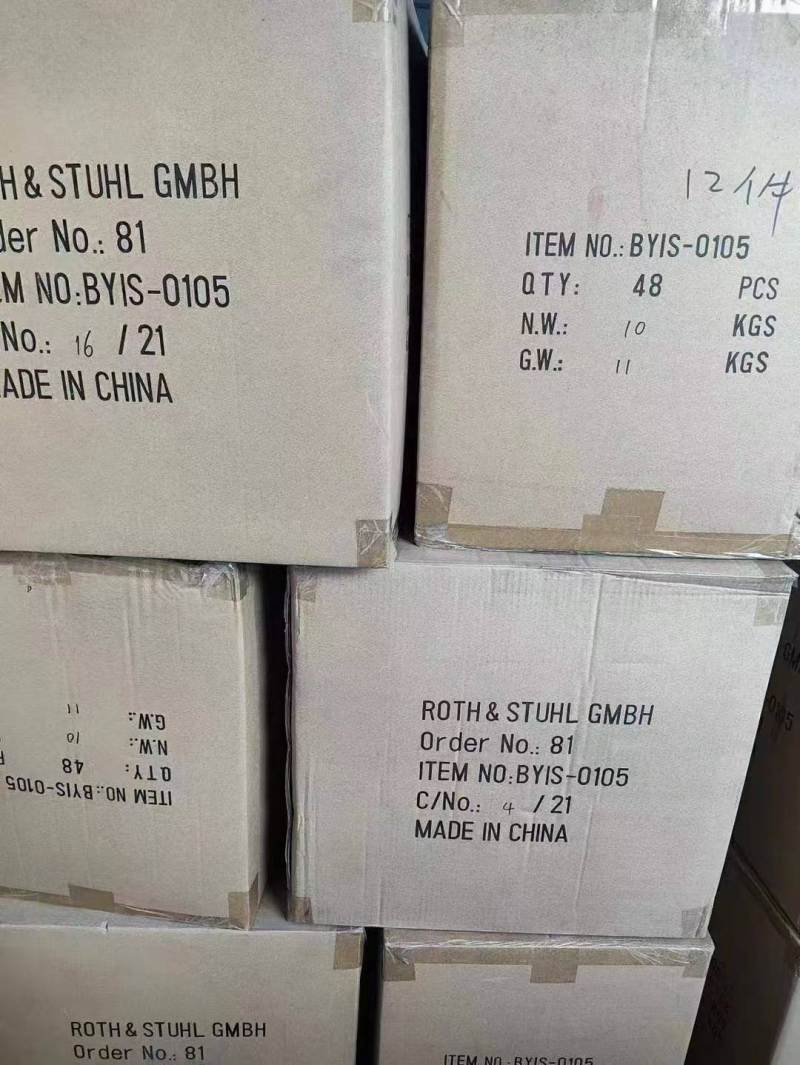 H & STUHL GMBH
der No.: 81
M NO:BYIS-0105
No.: 16 / 21
ADE IN CHINA
12件
ITEM NO.: BYIS-0105
QTY: 48 PCS
N.W.: 10 KGS
G.W.: 11 KGS
ITEM NO.: BYIS-0105
QTY: 48
N.W.: 10
G.W.: 11
ROTH & STUHL GMBH
Order No.: 81
ITEM NO:BYIS-0105
C/No.: 4 / 21
MADE IN CHINA
ROTH & STUHL GMBH
Order No.: 81
ITEM NO.: BYIS-0105